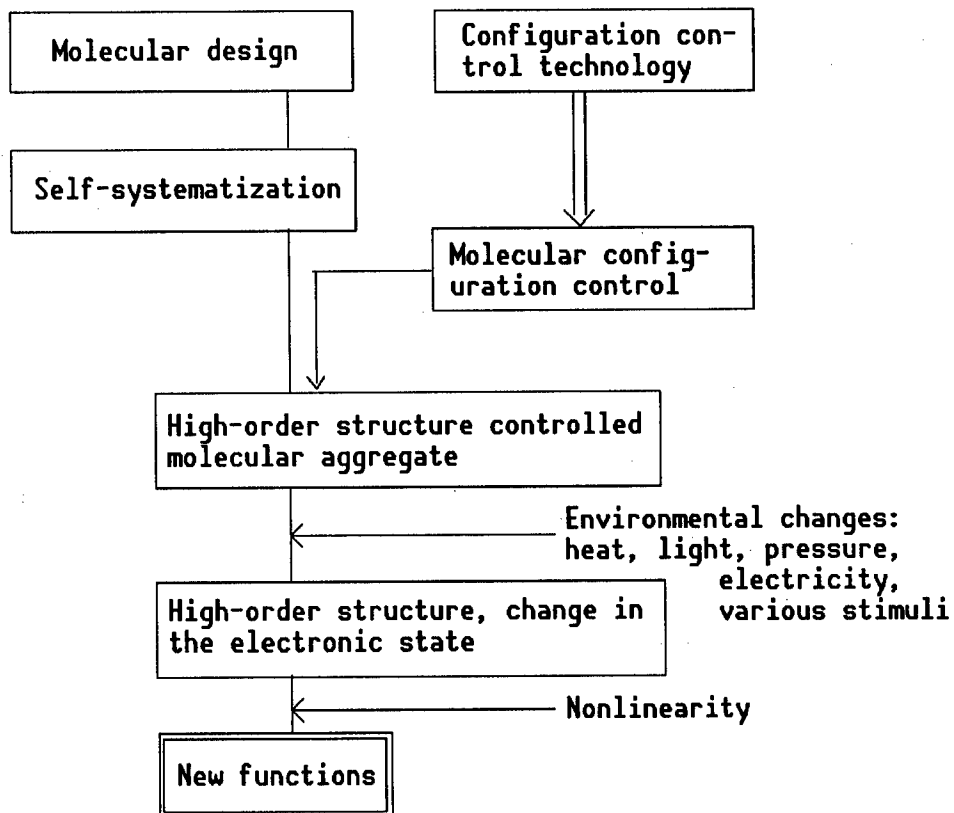 Molecular design
Configuration con-
trol technology
Self-systematization
Molecular config-
uration control
High-order structure controlled
molecular aggregate
Environmental changes:
heat, light, pressure,
electricity,
various stimuli
High-order structure, change in
the electronic state
Nonlinearity
New functions